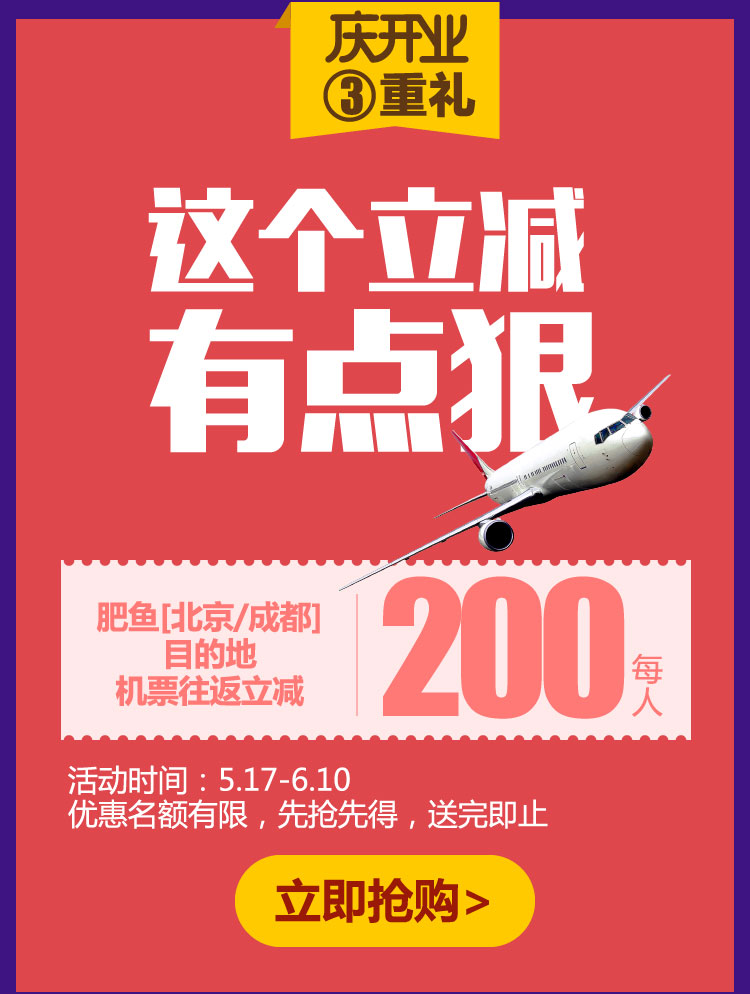 庆开业
③重礼
这个立减
有点狠
肥鱼[北京/成都]
目的地
机票往返立减
200
每人
活动时间：5.17-6.10
优惠名额有限，先抢先得，送完即止
立即抢购>